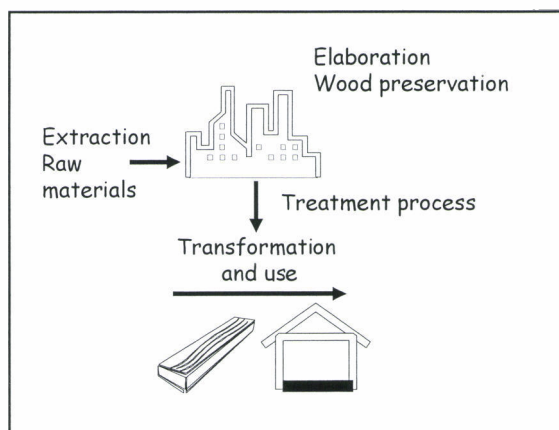 Elaboration
Wood preservation
Extraction
Raw
materials
Treatment process
Transformation
and use